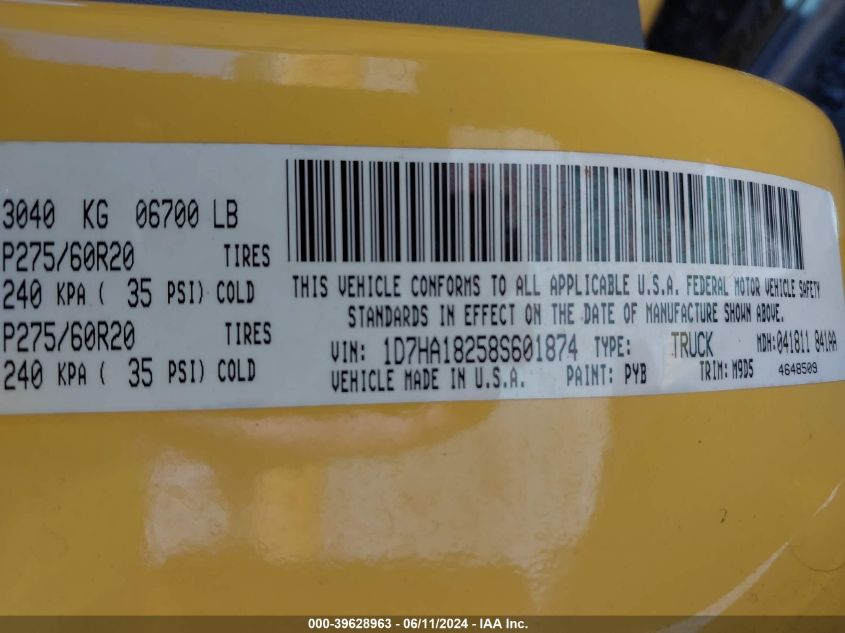 3040 KG 06700 LB
P275/60R20 TIRES
240 KPA ( 35 PSI) COLD
P275/60R20 TIRES
240 KPA ( 35 PSI) COLD
THIS VEHICLE CONFORMS TO ALL APPLICABLE U.S.A. FEDERAL MOTOR VEHICLE SAFETY
STANDARDS IN EFFECT ON THE DATE OF MANUFACTURE SHOWN ABOVE.
VIN: 1D7HA18258S601874 TYPE: TRUCK MDH:041811 841AA
VEHICLE MADE IN U.S.A. PAINT: PYB TRIM: M9D5 4648509
000-39628963 - 06/11/2024 - IAA Inc.